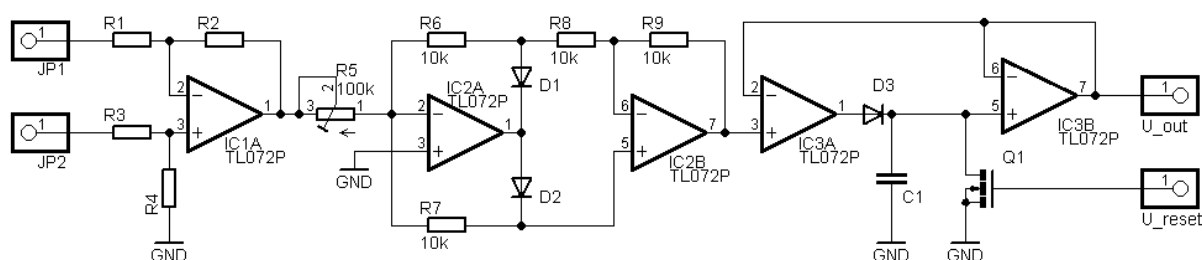 1
JP1
R1
R2
2
-
3
+
1
IC1A
TL072P
1
JP2
R3
R4
GND
R5
100k
3
2
1
R6
10k
R8
10k
R9
10k
D1
IC2A
TL072P
2
-
3
+
1
GND
R7
10k
D2
6
-
5
+
7
IC2B
TL072P
2
-
3
+
1
IC3A
TL072P
D3
C1
GND
6
-
5
+
7
IC3B
TL072P
Q1
GND
1
U_out
1
U_reset